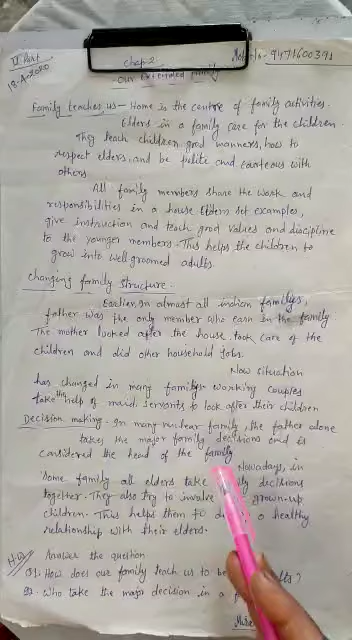 II Part
18-Apr-2020
Mob No- 9471600391
Chap-2
Our Extended family
Family teaches us - Home is the centre of family activities.
Elders in a family care for the children.
They teach children good manners, how to
respect elders, and be polite and courteous with
others.
All family members share the work and
responsibilities in a house. Elders set examples,
give instruction and teach good values and discipline
to the younger members. This helps the children to
grow into well-groomed adults.
Changing family structure -
Earlier, in almost all indian familys,
father was the only member who earn in the family
The mother looked after the house, took care of the
children and did other household jobs.
Now situation
has changed in many familys working couples
take the help of maid servants to look after their children
Decision making - In many nuclear family, the father alone
takes the major family decisions and is
considered the head of the family.
Nowadays, in
some family all elders take decisions
together. They also try to involve grown-up
children. This helps them to a healthy
relationship with their elders.
H.W Answer the question
Q1. How does our family teach us to be
Q2. Who take the major decision in a